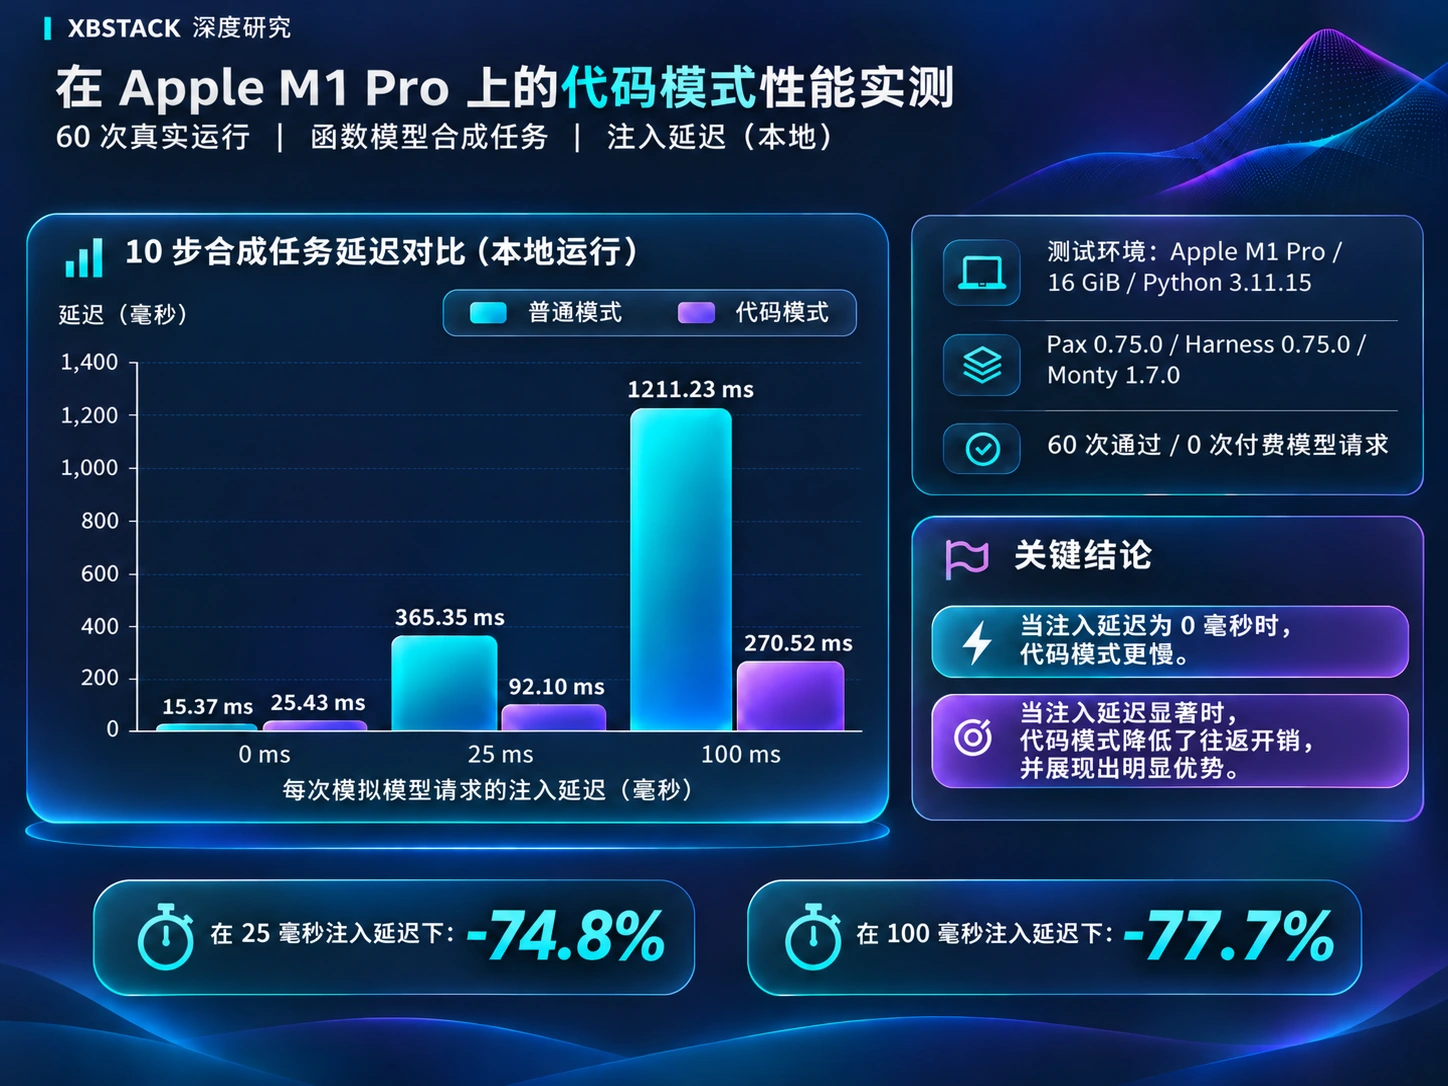 XBSTACK 深度研究
在 Apple M1 Pro 上的代码模式性能实测
60 次真实运行 | 函数模型合成任务 | 注入延迟（本地）
10 步合成任务延迟对比（本地运行）
延迟（毫秒）
普通模式
代码模式
1,400
1,200
1,000
800
600
400
200
0
15.37 ms
25.43 ms
365.35 ms
92.10 ms
1211.23 ms
270.52 ms
0 ms
25 ms
100 ms
每次模拟模型请求的注入延迟（毫秒）
测试环境：Apple M1 Pro /
16 GiB / Python 3.11.15
Pax 0.75.0 / Harness 0.75.0 /
Monty 1.7.0
60 次通过 / 0 次付费模型请求
关键结论
当注入延迟为 0 毫秒时，
代码模式更慢。
当注入延迟显著时，
代码模式降低了往返开销，
并展现出明显优势。
在 25 毫秒注入延迟下：-74.8%
在 100 毫秒注入延迟下：-77.7%